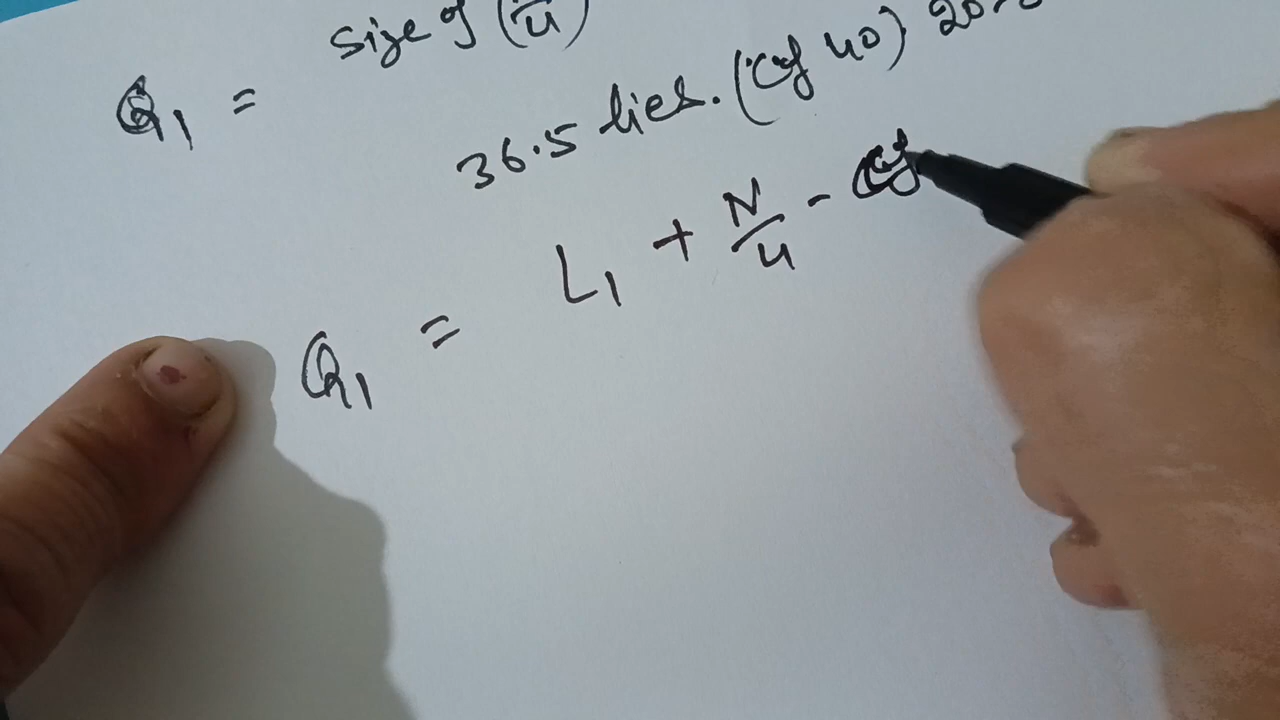 Q1 = Size of (/4)
36.5 lies. (Cf 40) 20
Q1 = L1 + N/4 - Cf